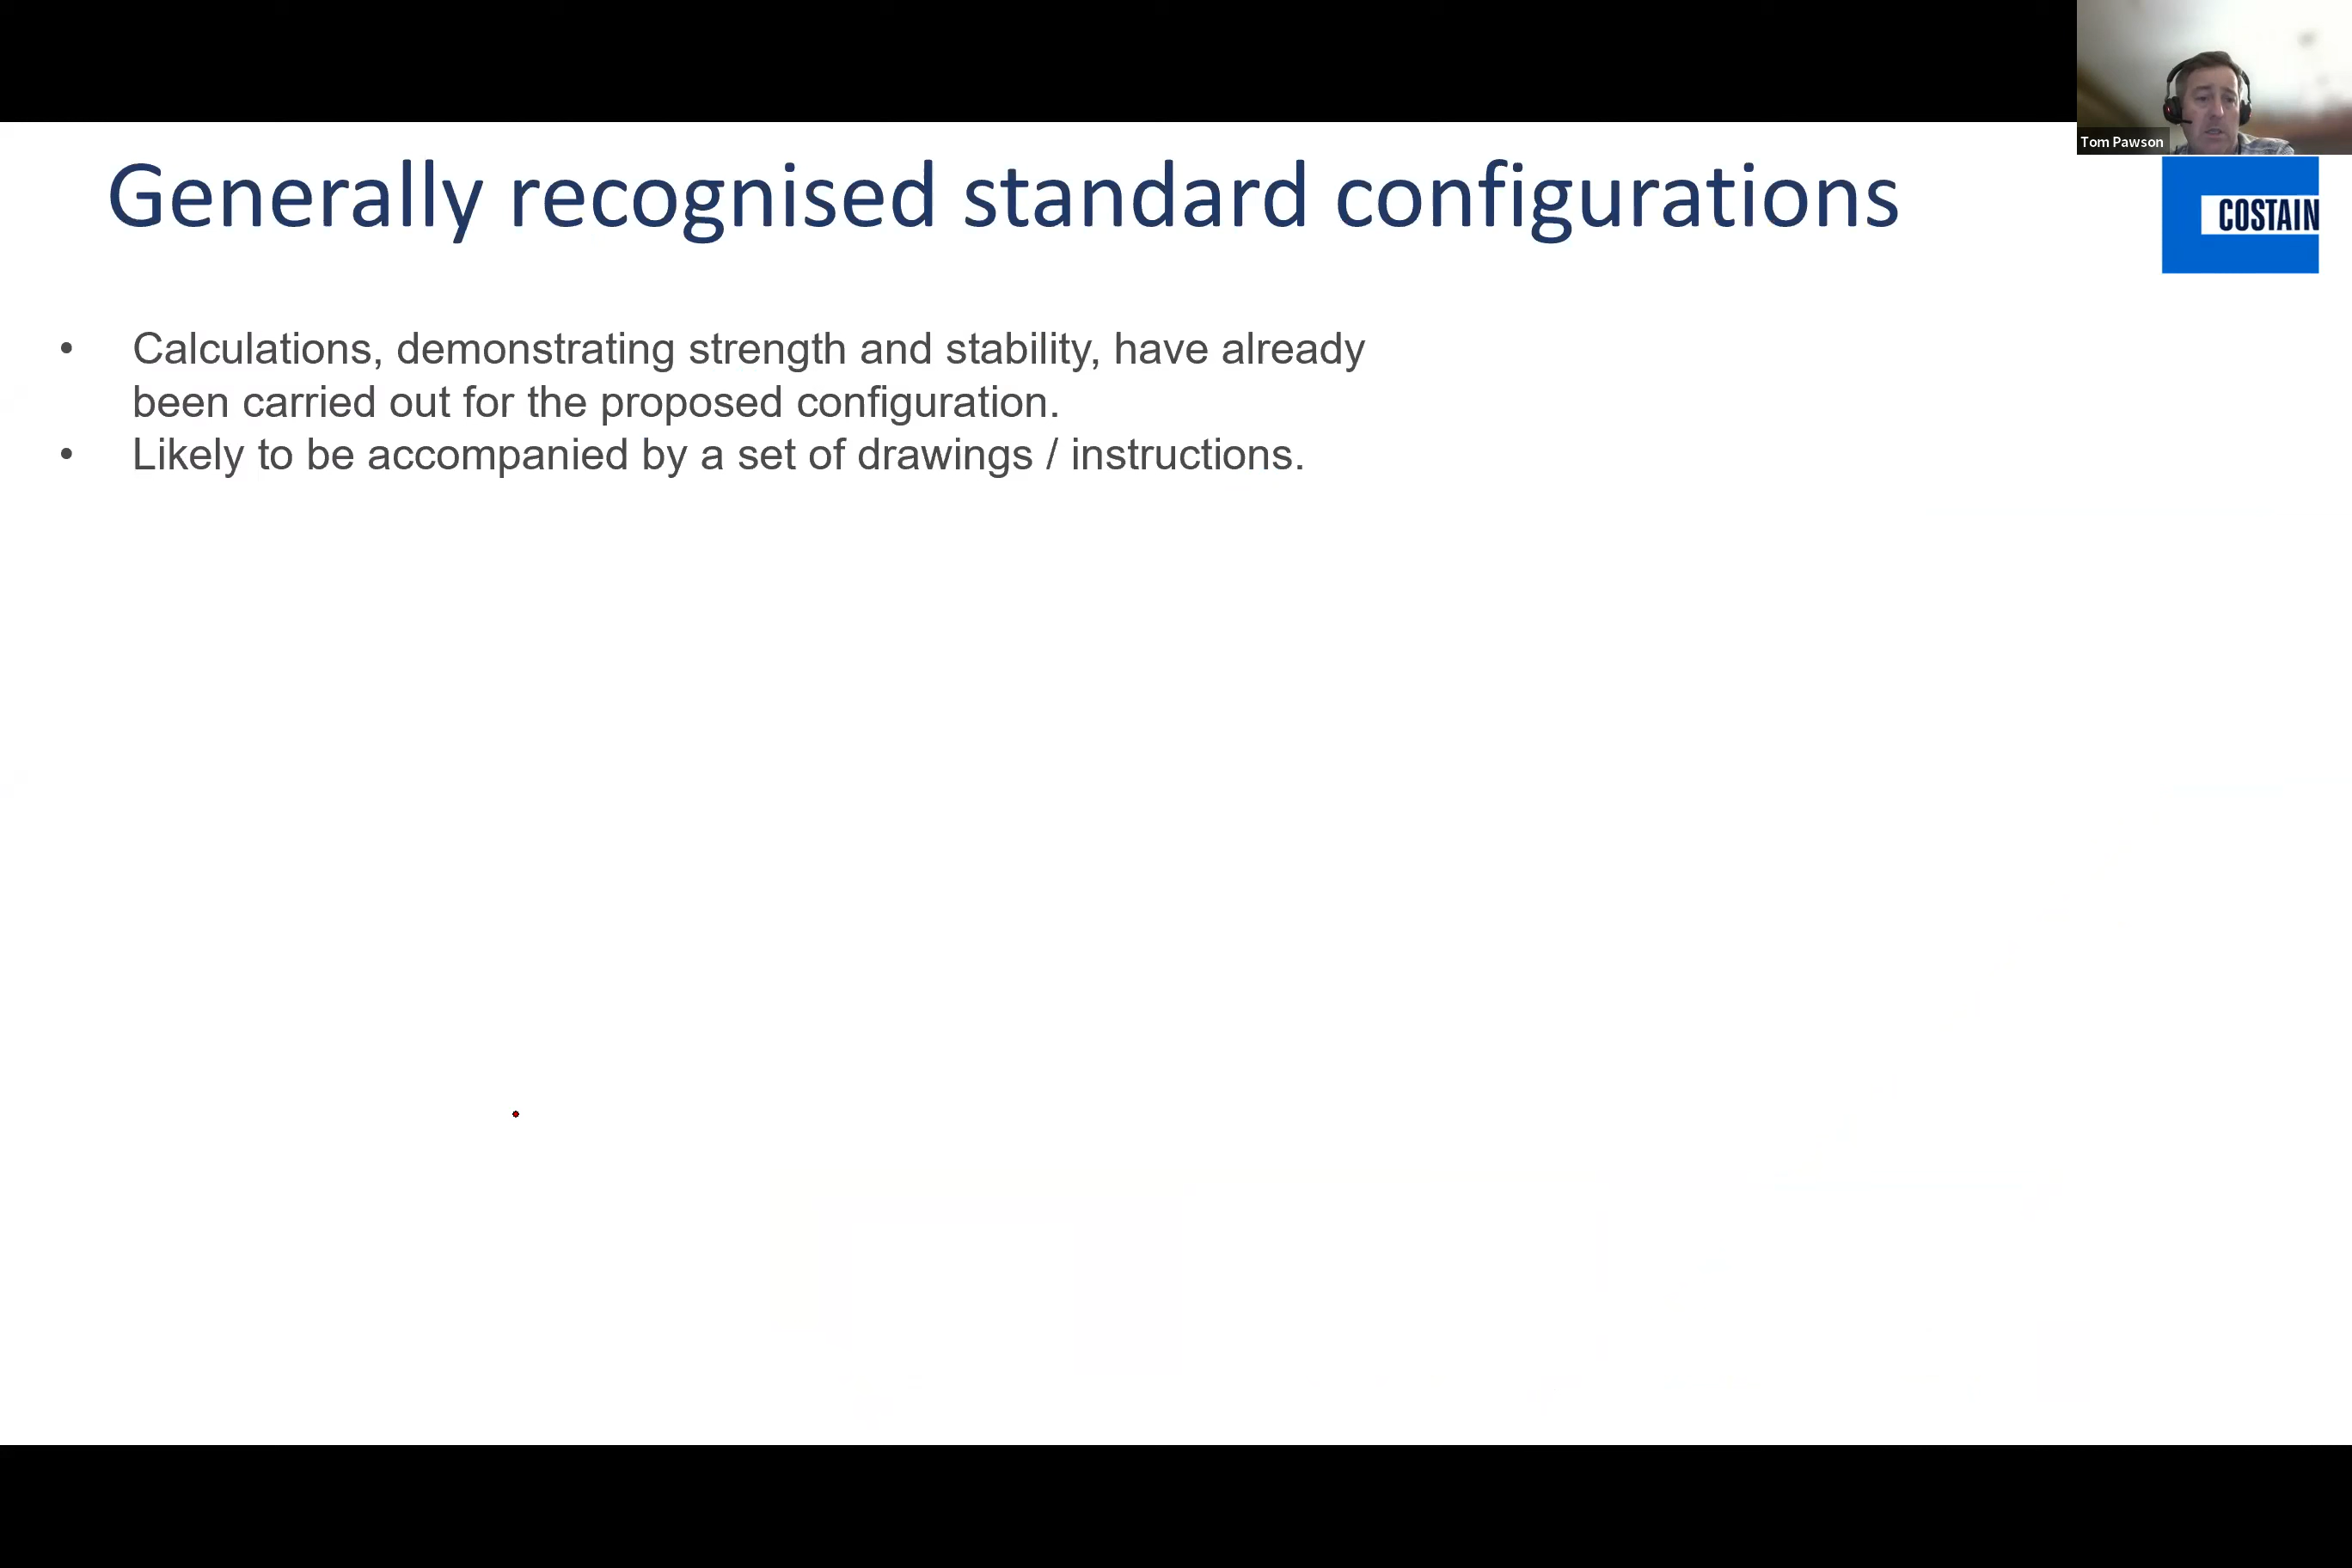 Tom Pawson
Generally recognised standard configurations
COSTAIN
• Calculations, demonstrating strength and stability, have already
been carried out for the proposed configuration.
• Likely to be accompanied by a set of drawings / instructions.